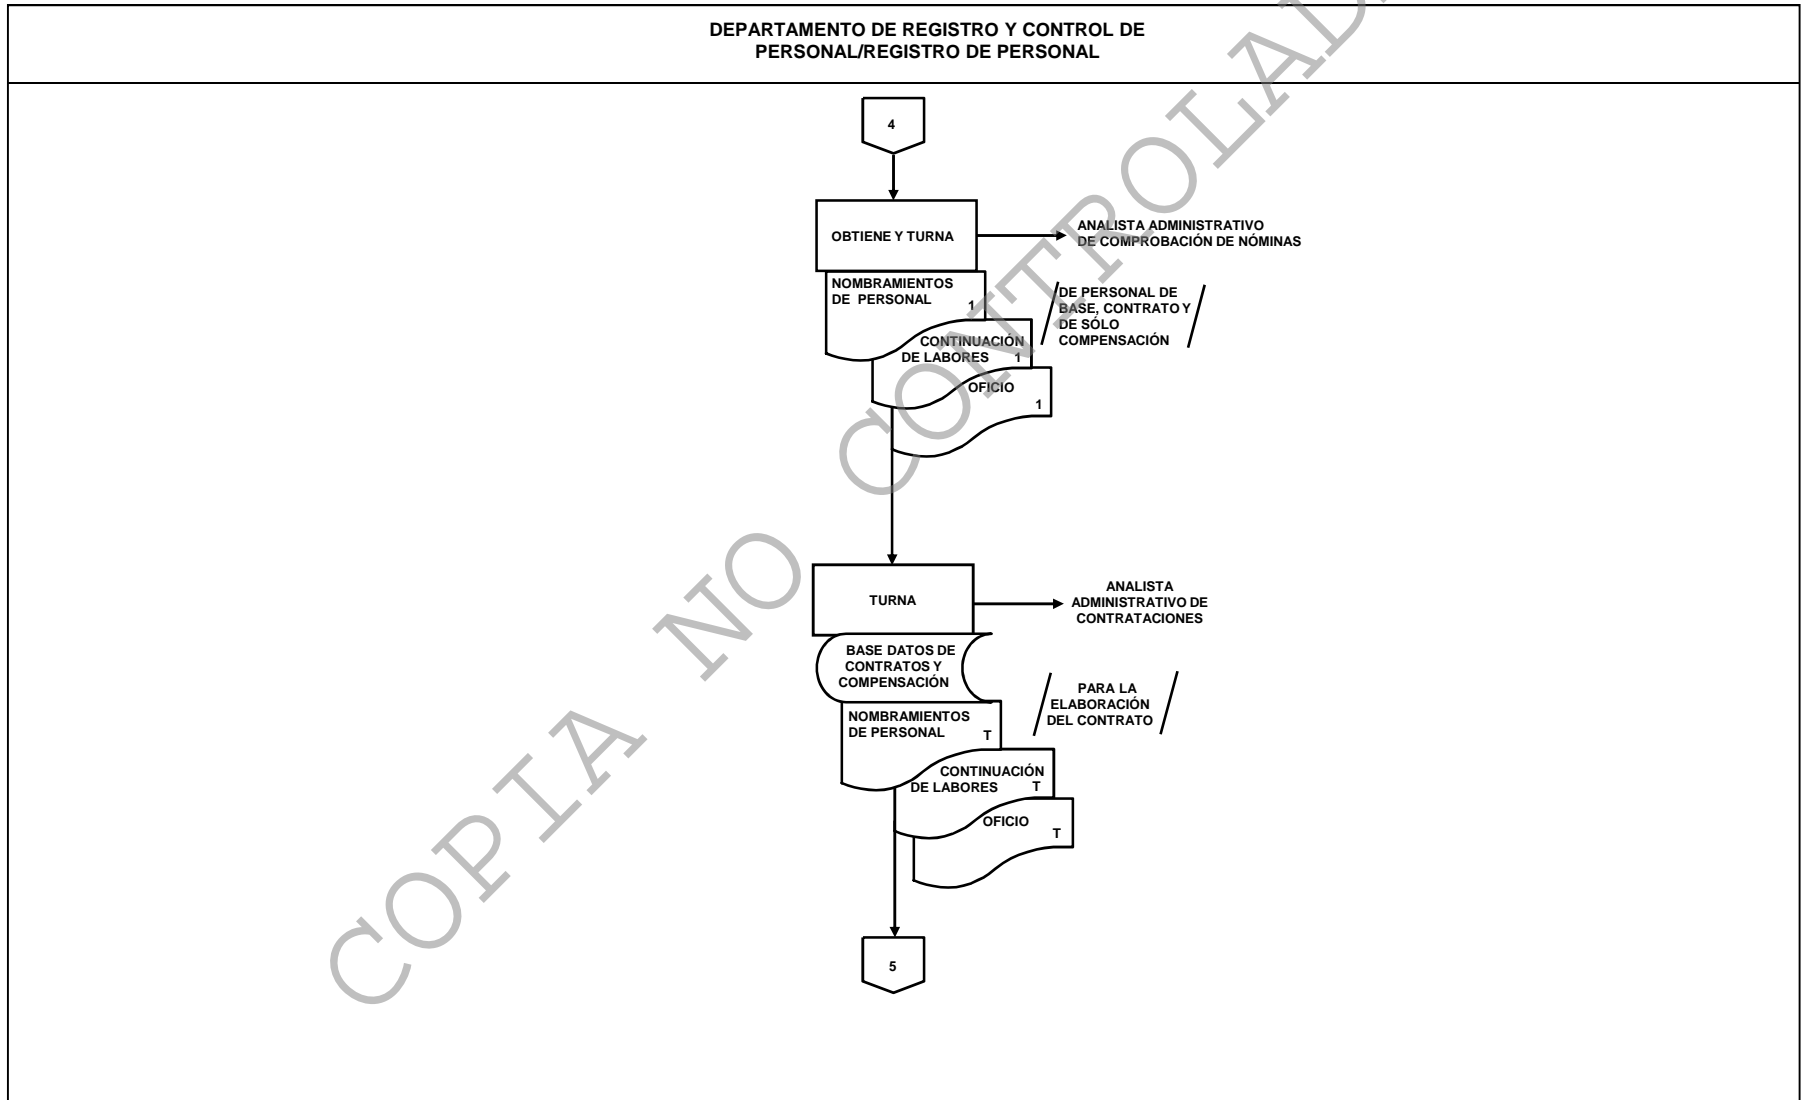 DEPARTAMENTO DE REGISTRO Y CONTROL DE
PERSONAL/REGISTRO DE PERSONAL
4
OBTIENE Y TURNA
ANALISTA ADMINISTRATIVO
DE COMPROBACIÓN DE NÓMINAS
NOMBRAMIENTOS
DE PERSONAL
1
DE PERSONAL DE
BASE, CONTRATO Y
DE SÓLO
COMPENSACIÓN
CONTINUACIÓN
DE LABORES 1
OFICIO
1
TURNA
ANALISTA
ADMINISTRATIVO DE
CONTRATACIONES
BASE DATOS DE
CONTRATOS Y
COMPENSACIÓN
PARA LA
ELABORACIÓN
DEL CONTRATO
NOMBRAMIENTOS
DE PERSONAL T
CONTINUACIÓN
DE LABORES T
OFICIO
T
5
COPIA NO CONTROLAD